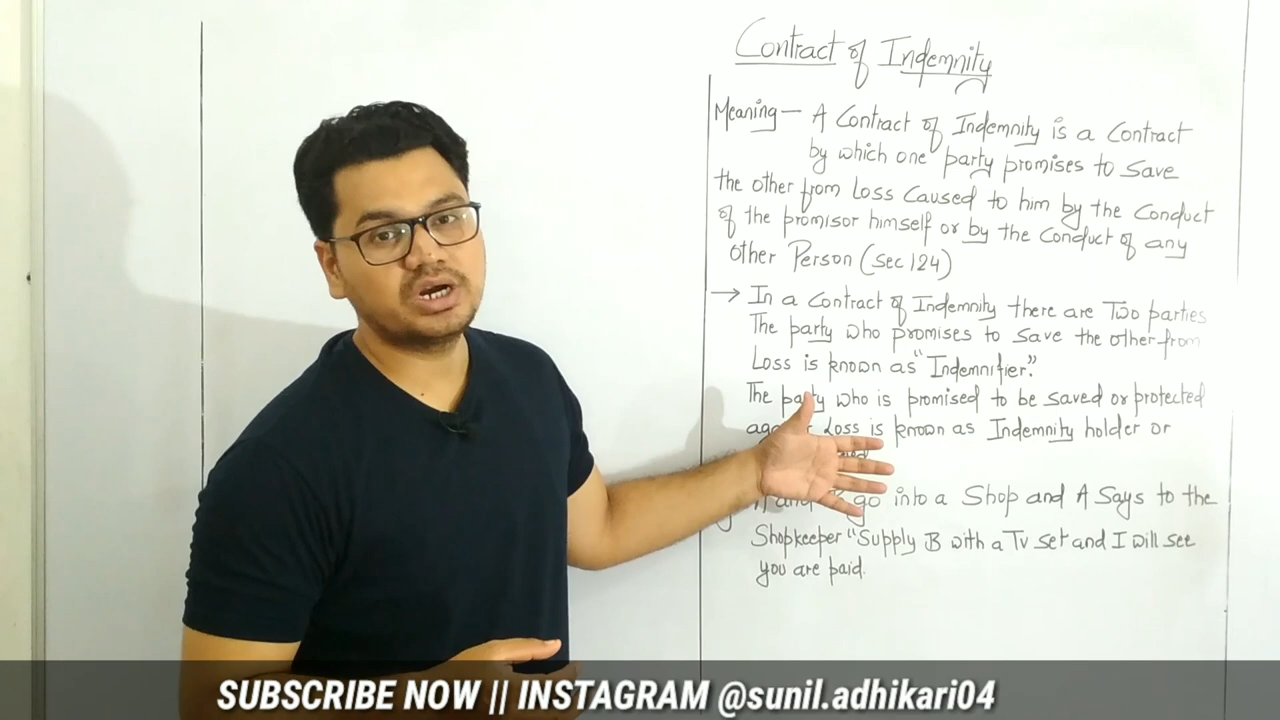 Contract of Indemnity
Meaning — A Contract of Indemnity is a Contract
by which one party promises to save
the other from Loss Caused to him by the Conduct
of the promisor himself or by the Conduct of any
other Person (sec 124)
→ In a Contract of Indemnity there are Two parties
The party who promises to save the other from
Loss is known as "Indemnifier".
The party who is promised to be saved or protected
Loss is known as Indemnity holder or
go into a Shop and A Says to the
Shopkeeper "Supply B with a Tv set and I will see
you are paid.
SUBSCRIBE NOW || INSTAGRAM @sunil.adhikari04